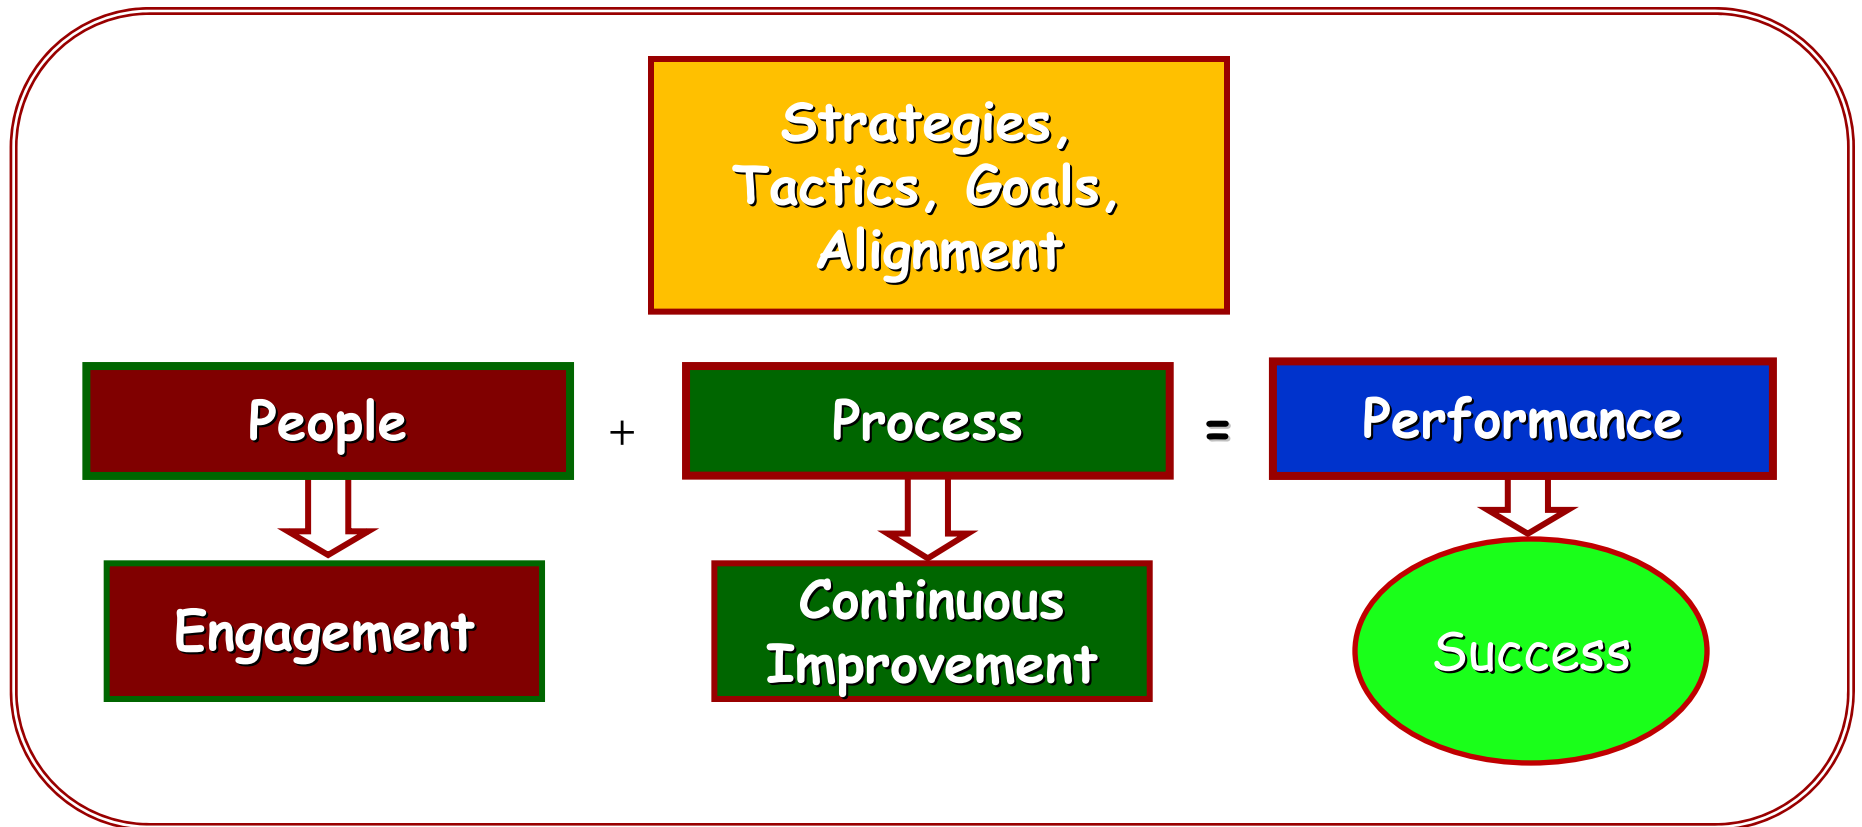 Strategies,
Tactics, Goals,
Alignment
People + Process = Performance
Engagement
Continuous
Improvement
Success